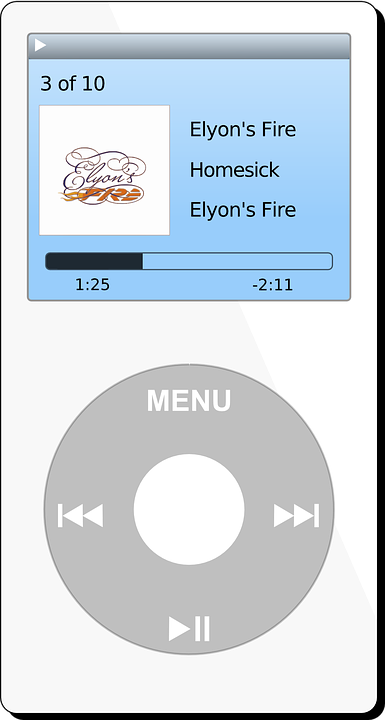 3 of 10
Elyon's
FIRE
Elyon's Fire
Homesick
Elyon's Fire
1:25 -2:11
MENU